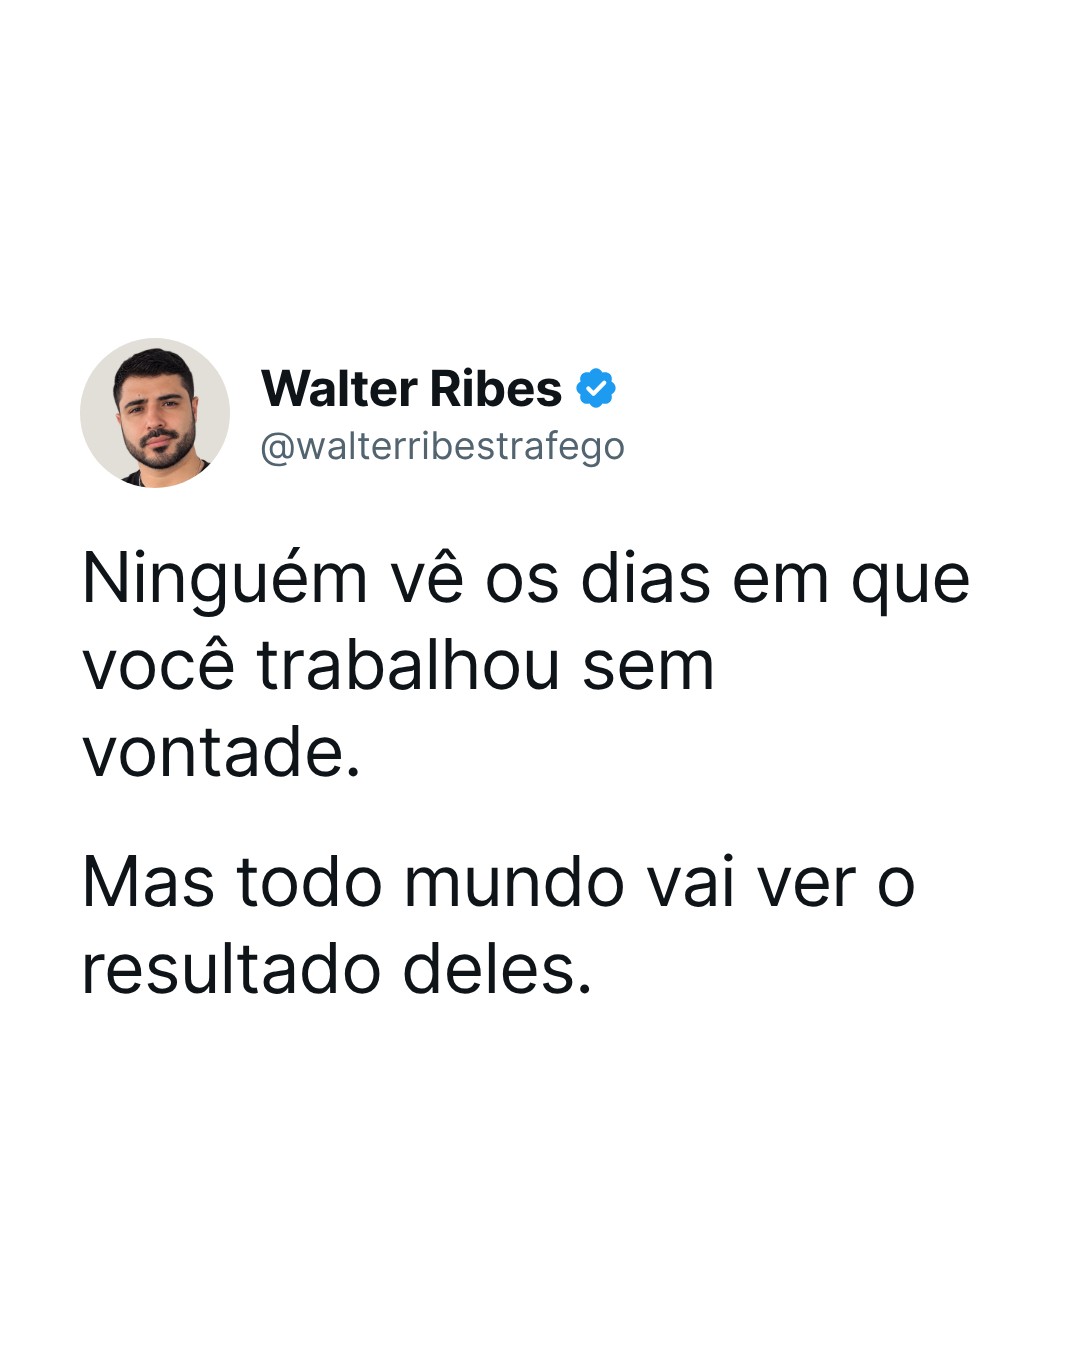 Walter Ribes
@walterribestrafego
Ninguém vê os dias em que
você trabalhou sem
vontade.
Mas todo mundo vai ver o
resultado deles.